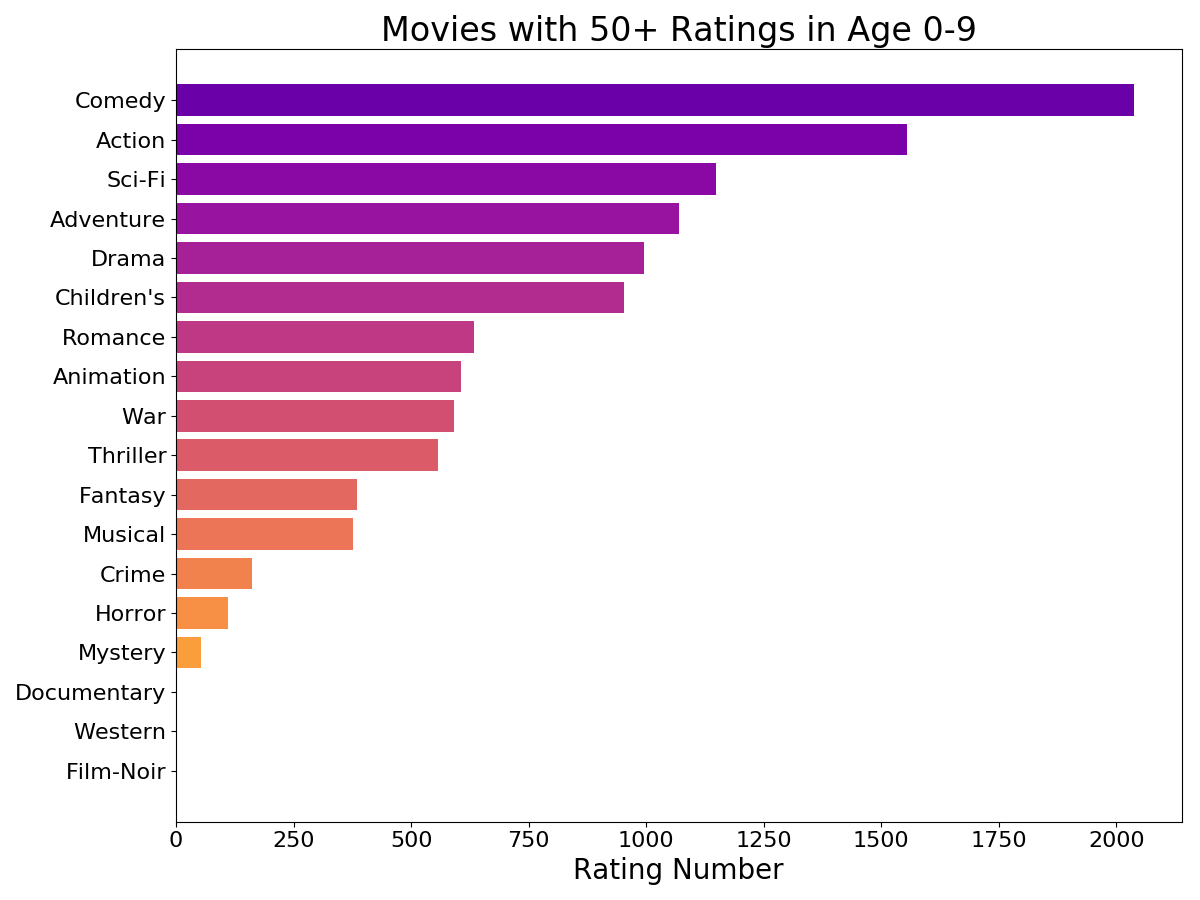 Movies with 50+ Ratings in Age 0-9
Comedy
Action
Sci-Fi
Adventure
Drama
Children's
Romance
Animation
War
Thriller
Fantasy
Musical
Crime
Horror
Mystery
Documentary
Western
Film-Noir
0 250 500 750 1000 1250 1500 1750 2000
Rating Number